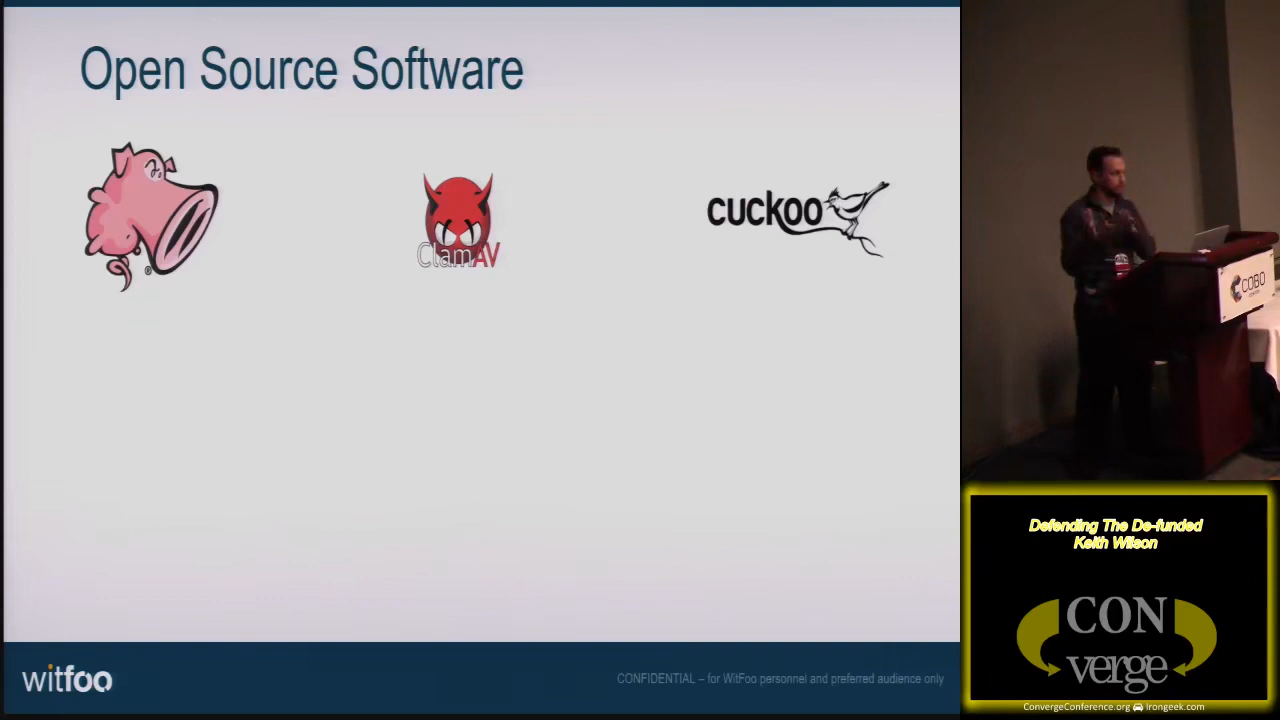 Open Source Software
®
ClamAV
cuckoo
witfoo
CONFIDENTIAL – for WitFoo personnel and preferred audience only
COBO
Defending The De-funded
Keith Wilson
CON
verge
ConvergeConference.org Irongeek.com